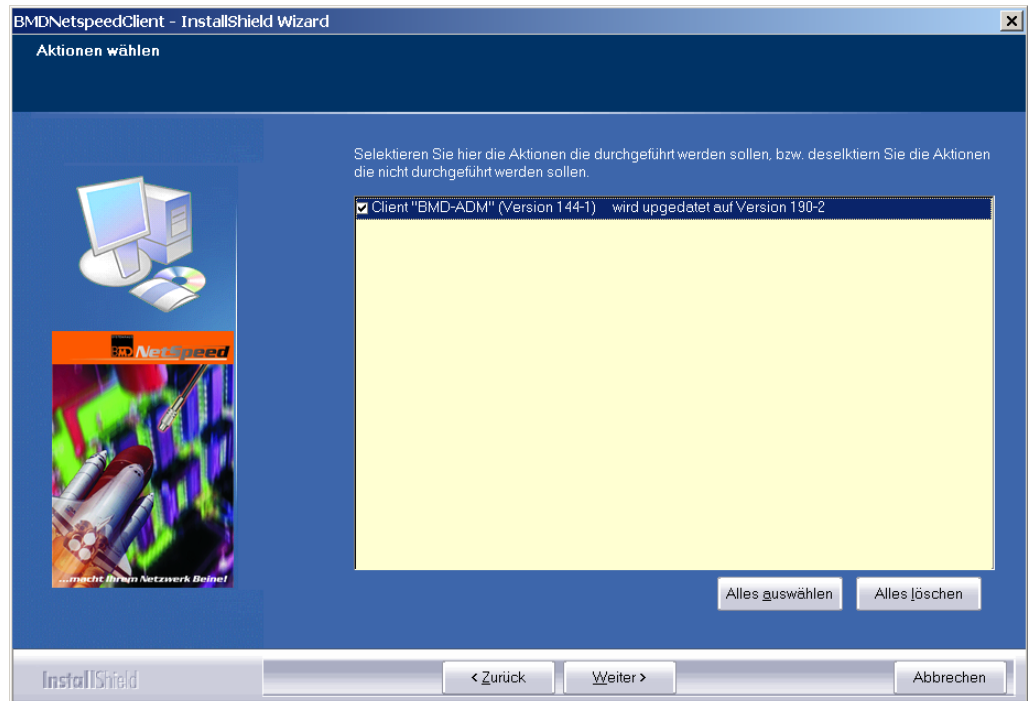 BMDNetspeedClient - InstallShield Wizard
Aktionen wählen
Selektieren Sie hier die Aktionen die durchgeführt werden sollen, bzw. deselktiern Sie die Aktionen
die nicht durchgeführt werden sollen.
Client "BMD-ADM" (Version 144-1) wird upgedatet auf Version 190-2
BMD NetSpeed
...macht Ihrem Netzwerk Beine!
Alles auswählen
Alles löschen
InstallShield
< Zurück
Weiter >
Abbrechen